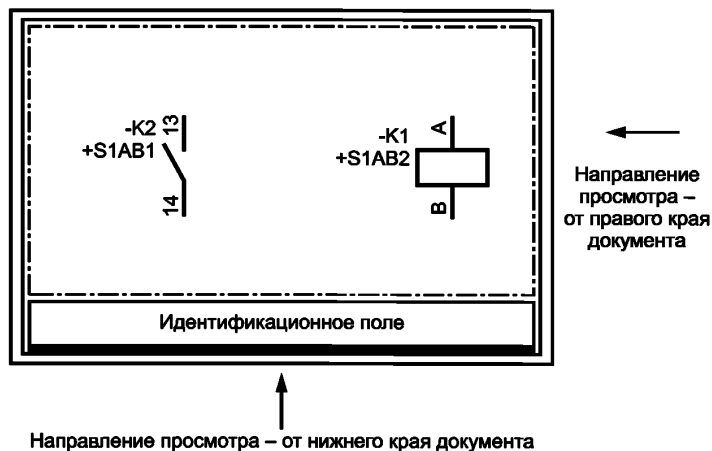 -K2
+S1AB1
13
14
-K1
+S1AB2
A
B
Направление
просмотра –
от правого края
документа
Идентификационное поле
Направление просмотра – от нижнего края документа